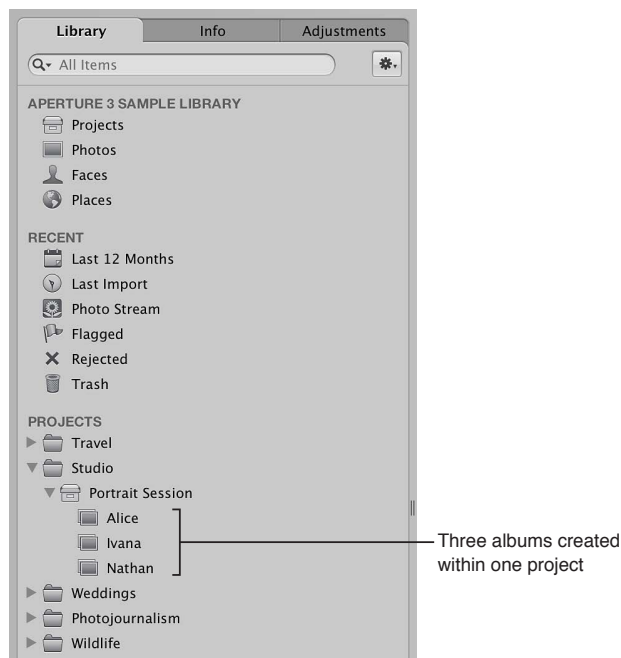 Library Info Adjustments
All Items
APERTURE 3 SAMPLE LIBRARY
Projects
Photos
Faces
Places
RECENT
Last 12 Months
Last Import
Photo Stream
Flagged
Rejected
Trash
PROJECTS
Travel
Studio
Portrait Session
Alice
Ivana
Nathan
Weddings
Photojournalism
Wildlife
Three albums created
within one project